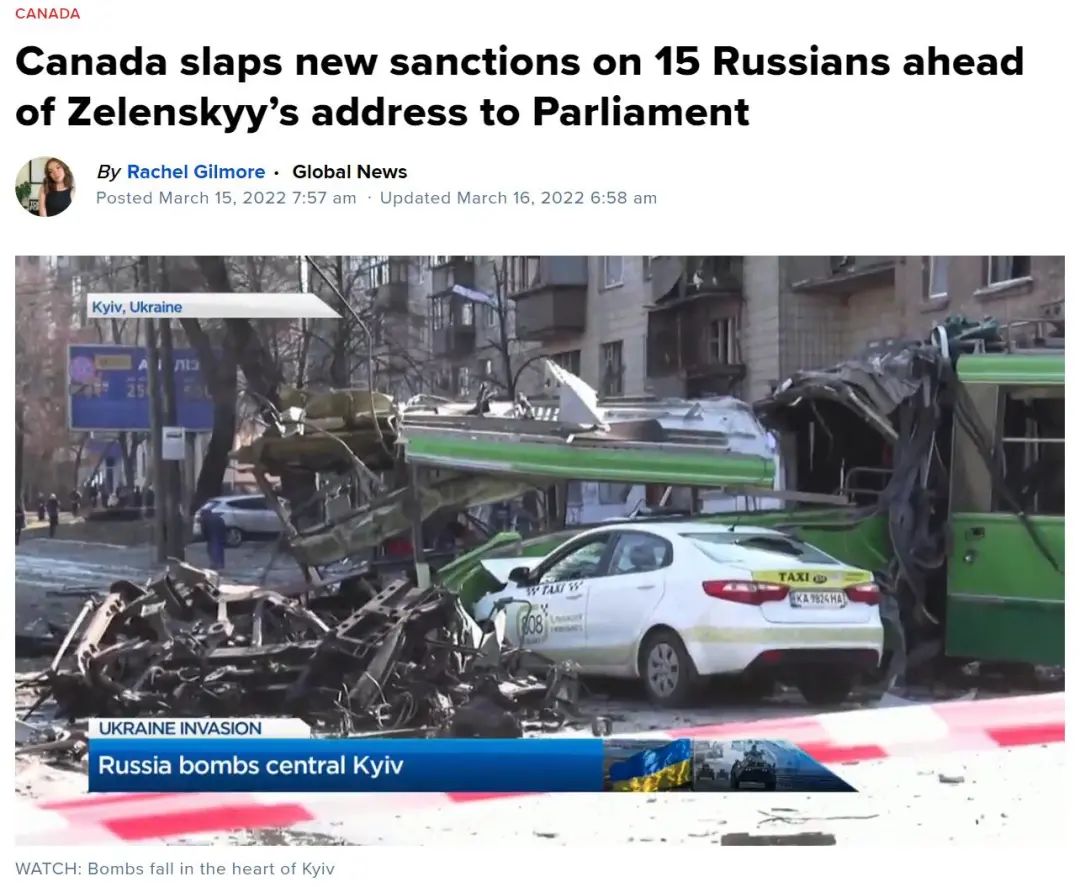 CANADA
Canada slaps new sanctions on 15 Russians ahead
of Zelenskyy’s address to Parliament
By Rachel Gilmore · Global News
Posted March 15, 2022 7:57 am · Updated March 16, 2022 6:58 am
Kyiv, Ukraine
TAXI
TAXI
KA 9824 HA
808
UKRAINE INVASION
Russia bombs central Kyiv
WATCH: Bombs fall in the heart of Kyiv